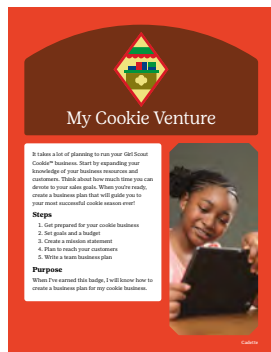 My Cookie Venture
It takes a lot of planning to run your Girl Scout
Cookie™ business. Start by expanding your
knowledge of your business resources and
customers. Think about how much time you can
devote to your sales goals. When you're ready,
create a business plan that will guide you to
your most successful cookie season ever!
Steps
1. Get prepared for your cookie business
2. Set goals and a budget
3. Create a mission statement
4. Plan to reach your customers
5. Write a team business plan
Purpose
When I've earned this badge, I will know how to
create a business plan for my cookie business.
Cadette